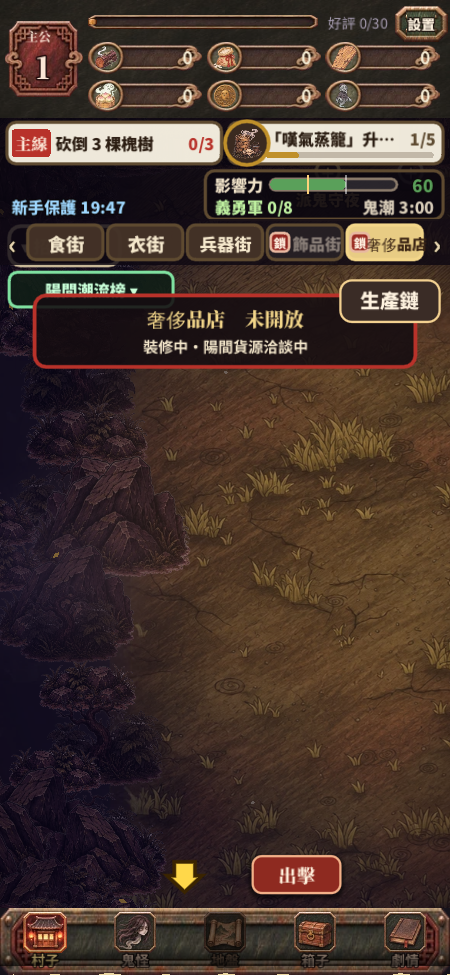 主公
1
好評 0/30
設置
0
0
0
0
0
0
主線 砍倒 3 棵槐樹 0/3
「嘆氣蒸籠」升⋯ 1/5
影響力 60
新手保護 19:47
義勇軍 0/8 鬼潮 3:00
‹ 食街 衣街 兵器街 鎖 飾品街 鎖 奢侈品店 ›
陽間潮流榜 ▾
生產鏈
奢侈品店 未開放
裝修中・陽間貨源洽談中
出擊
村子 鬼怪 地盤 箱子 劇情